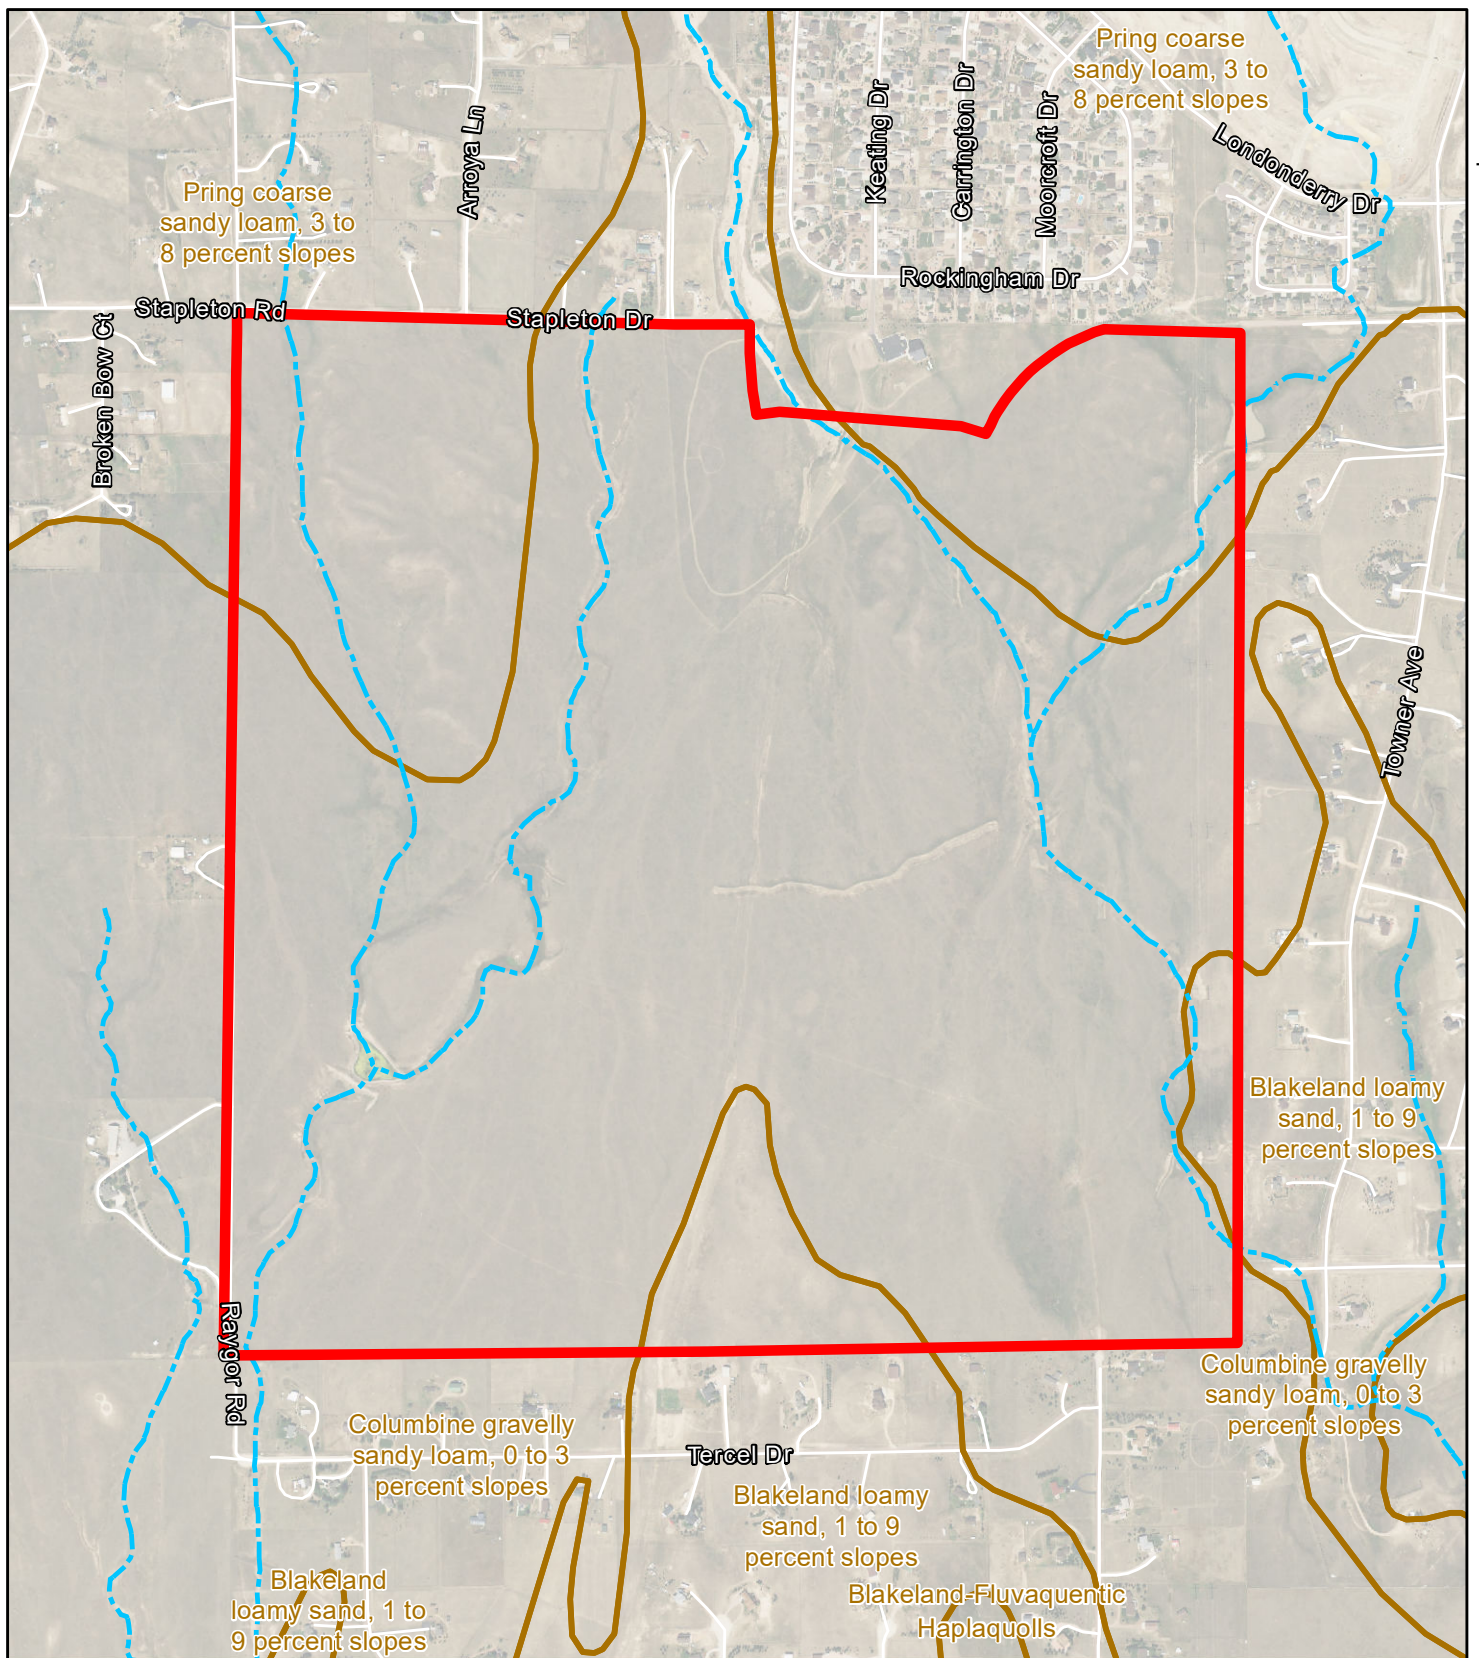 Pring coarse
sandy loam, 3 to
8 percent slopes
Keating Dr
Carrington Dr
Moorcroft Dr
Londonderry Dr
Arroya Ln
Pring coarse
sandy loam, 3 to
8 percent slopes
Rockingham Dr
Stapleton Rd
Stapleton Dr
Broken Bow Ct
Towner Ave
Blakeland loamy
sand, 1 to 9
percent slopes
Raygor Rd
Columbine gravelly
sandy loam, 0 to 3
percent slopes
Columbine gravelly
sandy loam, 0 to 3
percent slopes
Tercel Dr
Blakeland loamy
sand, 1 to 9
percent slopes
Blakeland
loamy sand, 1 to
9 percent slopes
Blakeland-Fluvaquentic
Haplaquolls